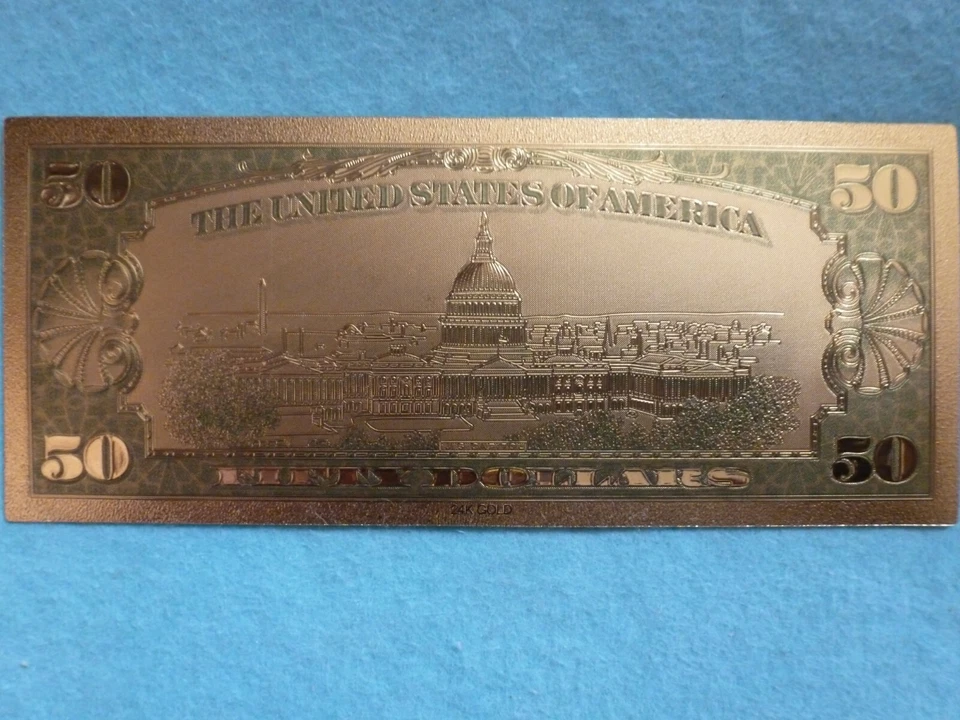 50 50
THE UNITED STATES OF AMERICA
50 50
FIFTY DOLLARS
24K GOLD